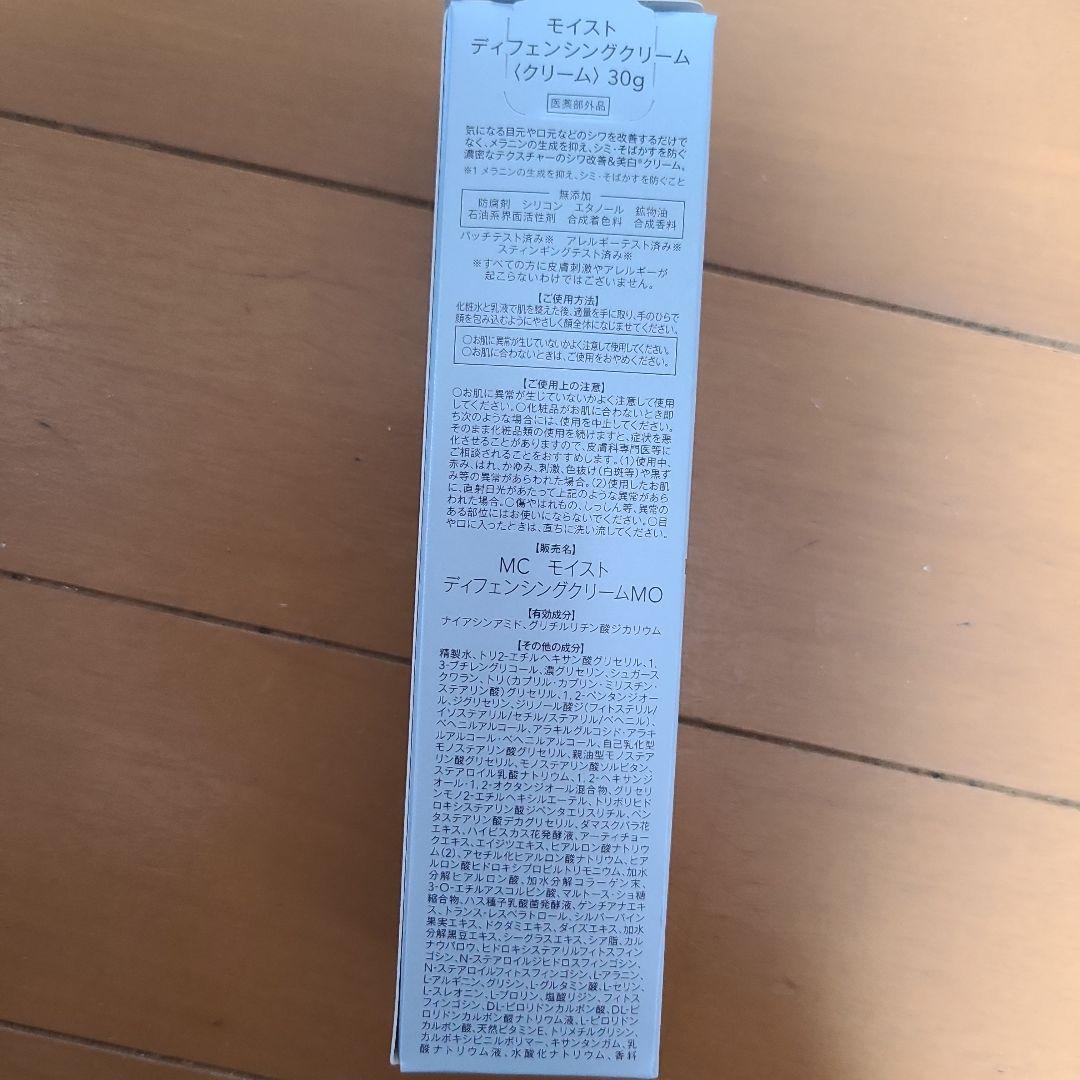 モイスト
ディフェンシングクリーム
〈クリーム〉 30g
医薬部外品
気になる目元や口元などのシワを改善するだけで
なく、メラニンの生成を抑え、シミ・そばかすを防ぐ
濃密なテクスチャーのシワ改善&美白※クリーム。
※1 メラニンの生成を抑え、シミ・そばかすを防ぐこと
無添加
防腐剤 シリコン エタノール 鉱物油
石油系界面活性剤 合成着色料 合成香料
パッチテスト済み※ アレルギーテスト済み※
スティンギングテスト済み※
※すべての方に皮膚刺激やアレルギーが
起こらないわけではございません。
【ご使用方法】
化粧水と乳液で肌を整えた後、適量を手に取り、手のひらで
顔を包み込むようにやさしく顔全体になじませてください。
○お肌に異常が生じていないかよく注意して使用してください。
○お肌に合わないときは、ご使用をおやめください。
【ご使用上の注意】
○お肌に異常が生じていないかよく注意して使用
してください。○化粧品がお肌に合わないとき即
ち次のような場合には、使用を中止してください。
そのまま化粧品類の使用を続けますと、症状を悪
化させることがありますので、皮膚科専門医等に
ご相談されることをおすすめします。(1)使用中、
赤み、はれ、かゆみ、刺激、色抜け(白斑等)や黒ず
み等の異常があらわれた場合。(2)使用したお肌
に、直射日光があたって上記のような異常があら
われた場合。○傷やはれもの、しっしん等、異常の
ある部位にはお使いにならないでください。○目
や口に入ったときは、直ちに洗い流してください。
【販売名】
MC モイスト
ディフェンシングクリームMO
【有効成分】
ナイアシンアミド、グリチルリチン酸ジカリウム
【その他の成分】
精製水、トリ2-エチルヘキサン酸グリセリル、1,
3-ブチレングリコール、濃グリセリン、シュガース
クワラン、トリ(カプリル・カプリン・ミリスチン・
ステアリン酸)グリセリル、1,2-ペンタンジオー
ル、ジグリセリン、ジリノール酸ジ(フィトステリル/
イソステアリル/セチル/ステアリル/ベヘニル)、
ベヘニルアルコール、アラキルグルコシド・アラキ
ルアルコール・ベヘニルアルコール、自己乳化型
モノステアリン酸グリセリル、親油型モノステア
リン酸グリセリル、モノステアリン酸ソルビタン、
ステアロイル乳酸ナトリウム、1,2-ヘキサンジ
オール・1,2-オクタンジオール混合物、グリセリ
ンモノ2-エチルヘキシルエーテル、トリポリヒド
ロキシステアリン酸ジペンタエリスリチル、ペン
タステアリン酸デカグリセリル、ダマスクバラ花
エキス、ハイビスカス花発酵液、アーティチョー
クエキス、エイジツエキス、ヒアルロン酸ナトリウ
ム(2)、アセチル化ヒアルロン酸ナトリウム、ヒア
ルロン酸ヒドロキシプロピルトリモニウム、加水
分解ヒアルロン酸、加水分解コラーゲン末、
3-O-エチルアスコルビン酸、マルトース・ショ糖
縮合物、ハス種子乳酸菌発酵液、ゲンチアナエキ
ス、トランス-レスベラトロール、シルバーバイン
果実エキス、ドクダミエキス、ダイズエキス、加水
分解黒豆エキス、シーグラスエキス、シア脂、カル
ナウバロウ、ヒドロキシステアリルフィトスフィン
ゴシン、N-ステアロイルジヒドロスフィンゴシン、
N-ステアロイルフィトスフィンゴシン、L-アラニン、
L-アルギニン、グリシン、L-グルタミン酸、L-セリン、
L-スレオニン、L-プロリン、塩酸リジン、フィトス
フィンゴシン、DL-ピロリドンカルボン酸、DL-ピ
ロリドンカルボン酸ナトリウム液、L-ピロリドン
カルボン酸、天然ビタミンE、トリメチルグリシン、
カルボキシビニルポリマー、キサンタンガム、乳
酸ナトリウム液、水酸化ナトリウム、香料